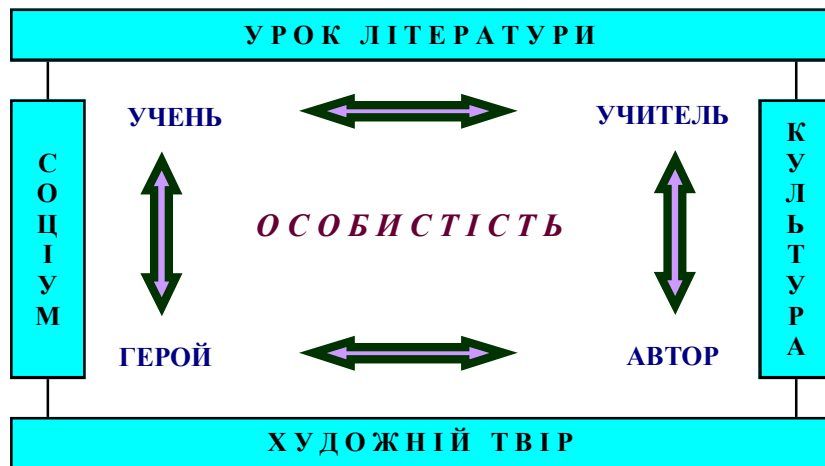 УРОК ЛІТЕРАТУРИ
УЧЕНЬ
УЧИТЕЛЬ
СОЦІУМ
ОСОБИСТІСТЬ
КУЛЬТУРА
ГЕРОЙ
АВТОР
ХУДОЖНІЙ ТВІР